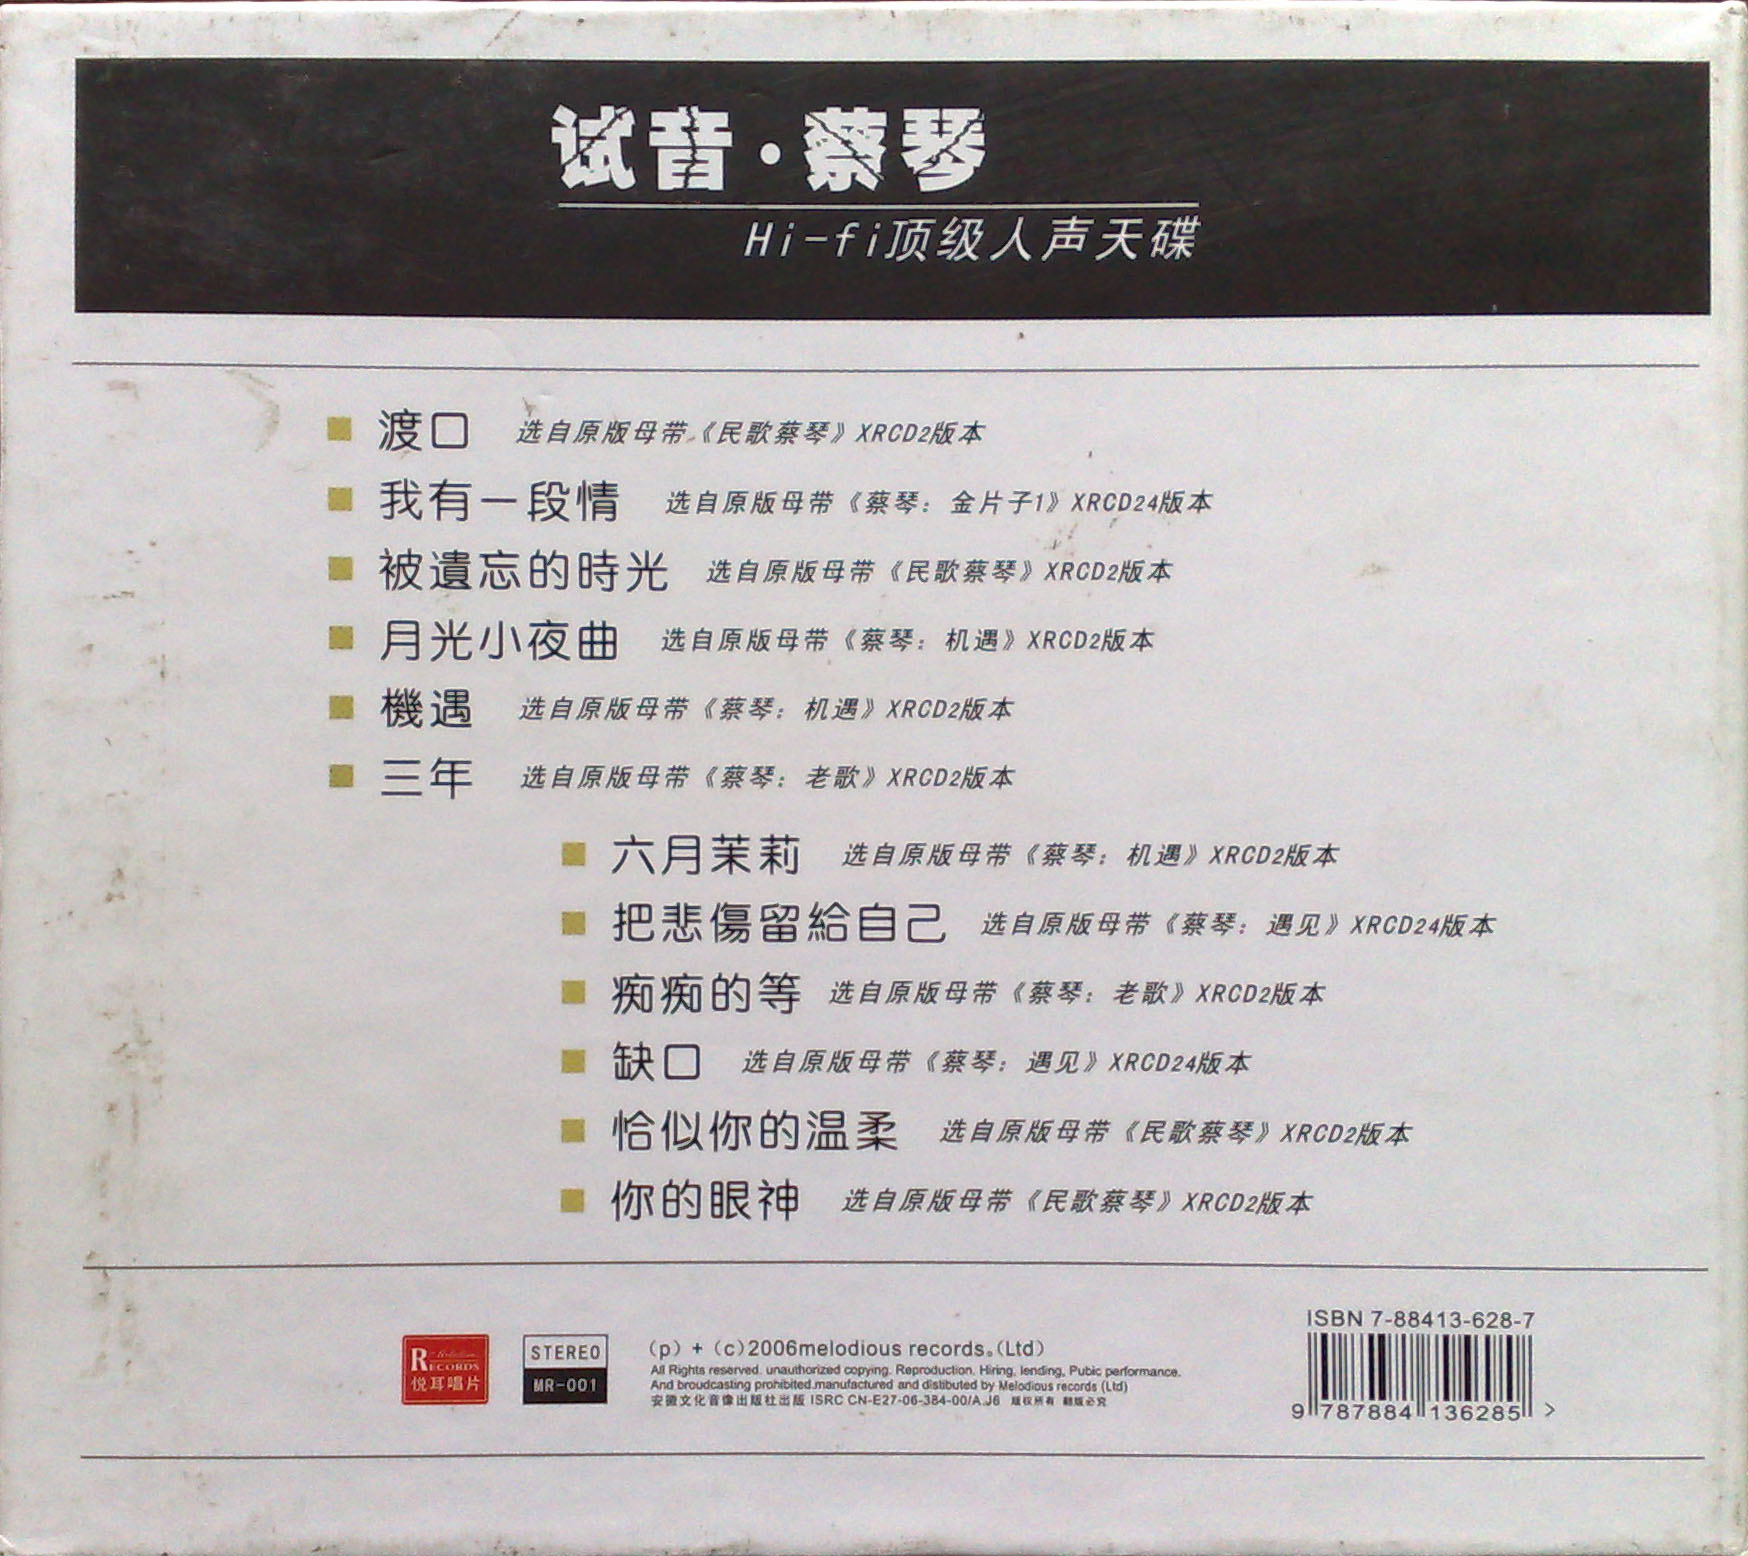 试音·蔡琴
Hi-fi顶级人声天碟
渡口 选自原版母带《民歌蔡琴》XRCD2版本
我有一段情 选自原版母带《蔡琴：金片子1》XRCD24版本
被遺忘的時光 选自原版母带《民歌蔡琴》XRCD2版本
月光小夜曲 选自原版母带《蔡琴：机遇》XRCD2版本
機遇 选自原版母带《蔡琴：机遇》XRCD2版本
三年 选自原版母带《蔡琴：老歌》XRCD2版本
六月茉莉 选自原版母带《蔡琴：机遇》XRCD2版本
把悲傷留給自己 选自原版母带《蔡琴：遇见》XRCD24版本
痴痴的等 选自原版母带《蔡琴：老歌》XRCD2版本
缺口 选自原版母带《蔡琴：遇见》XRCD24版本
恰似你的温柔 选自原版母带《民歌蔡琴》XRCD2版本
你的眼神 选自原版母带《民歌蔡琴》XRCD2版本
RECORDS
悦耳唱片
STEREO
MR-001
(p) + (c)2006melodious records.(Ltd)
All Rights reserved. unauthorized copying. Reproduction. Hiring, lending, Pubic performance.
And broudcasting prohibited.manufactured and distibuted by Melodious records (Ltd)
安徽文化音像出版社出版 ISRC CN-E27-06-384-00/A.J6 版权所有 翻版必究
ISBN 7-88413-628-7
9 787884 136285 >